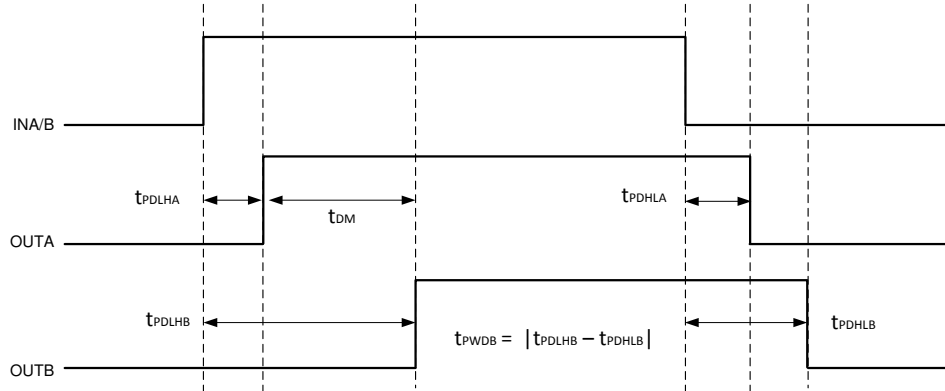 INA/B
tPDLHA
tDM
tPDHLA
OUTA
tPDLHB
tPWDB = |tPDLHB – tPDHLB|
tPDHLB
OUTB